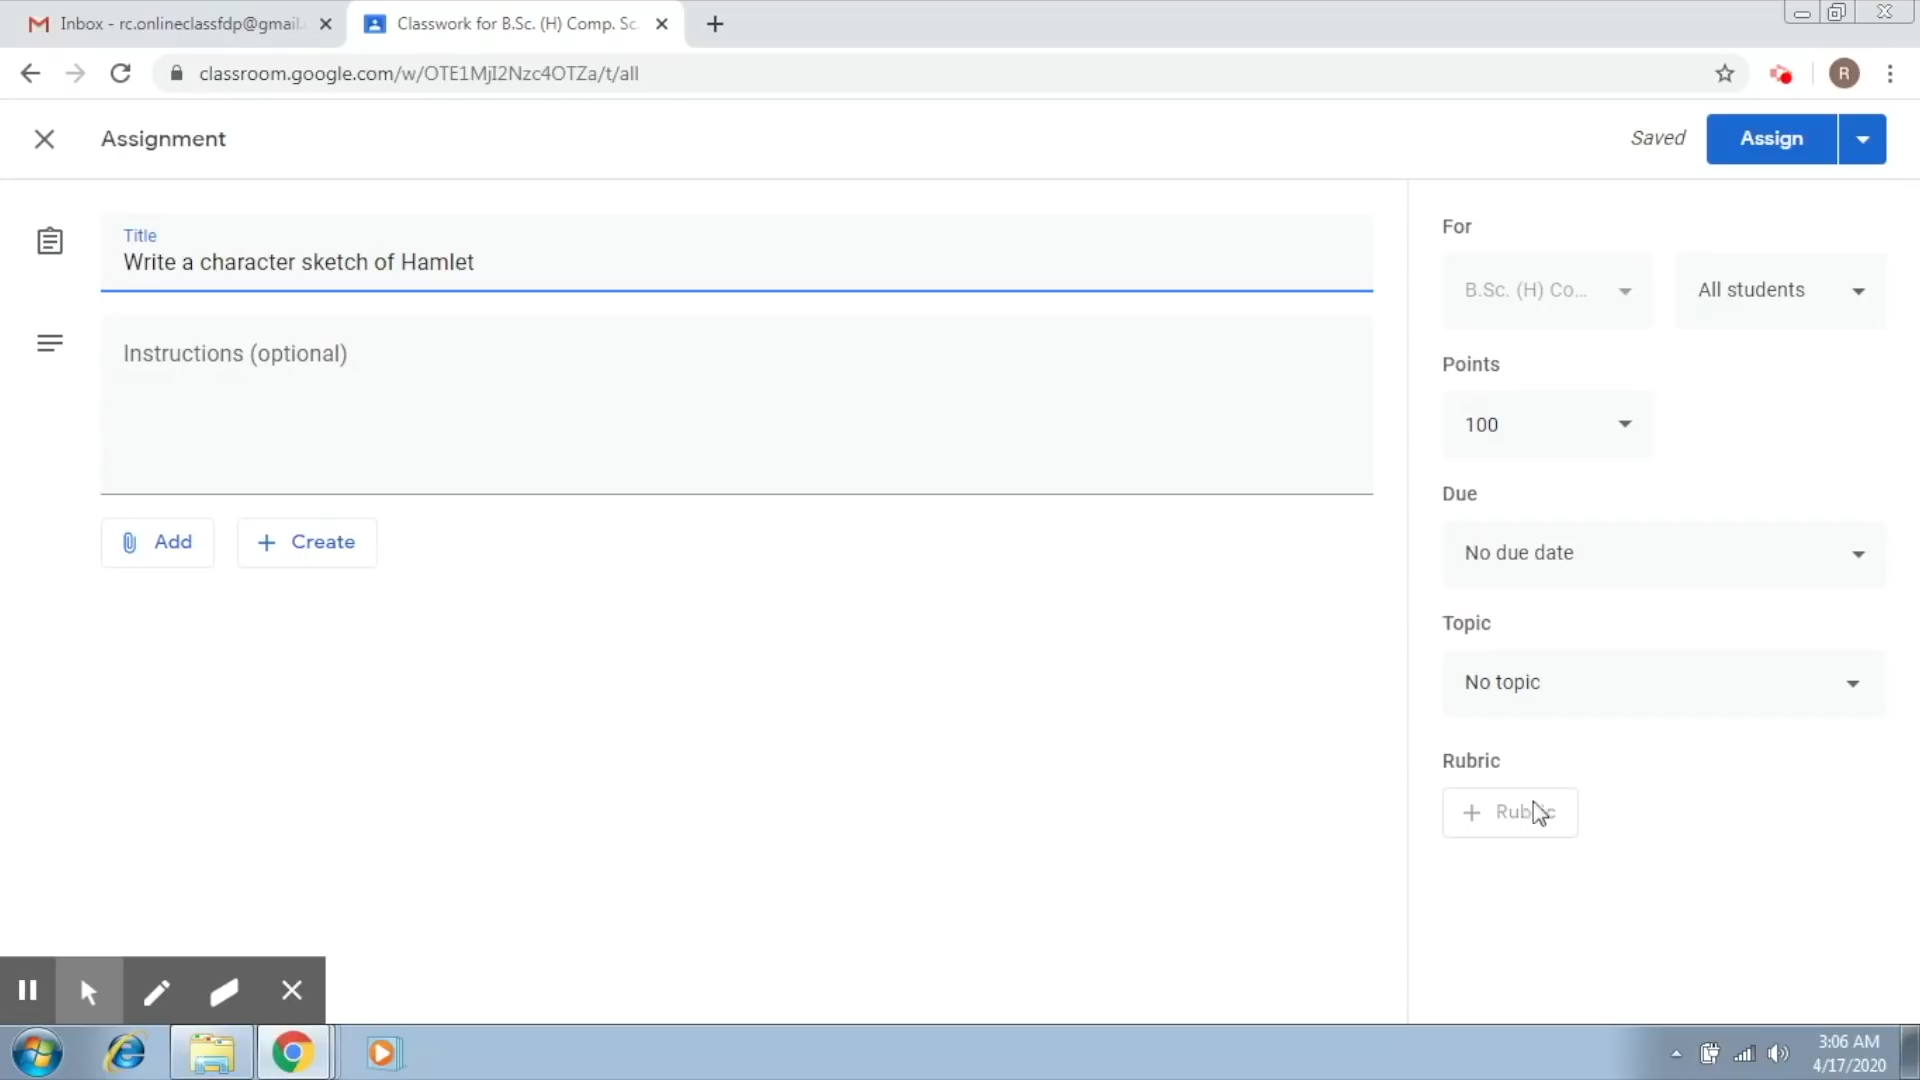 Inbox - rc.onlineclassfdp@gmail.
Classwork for B.Sc. (H) Comp. Sc.
classroom.google.com/w/OTE1MjI2Nzc4OTZa/t/all
R
Assignment
Saved
Assign
Title
Write a character sketch of Hamlet
Instructions (optional)
Add
Create
For
B.Sc. (H) Co...
All students
Points
100
Due
No due date
Topic
No topic
Rubric
Rubric
3:06 AM
4/17/2020